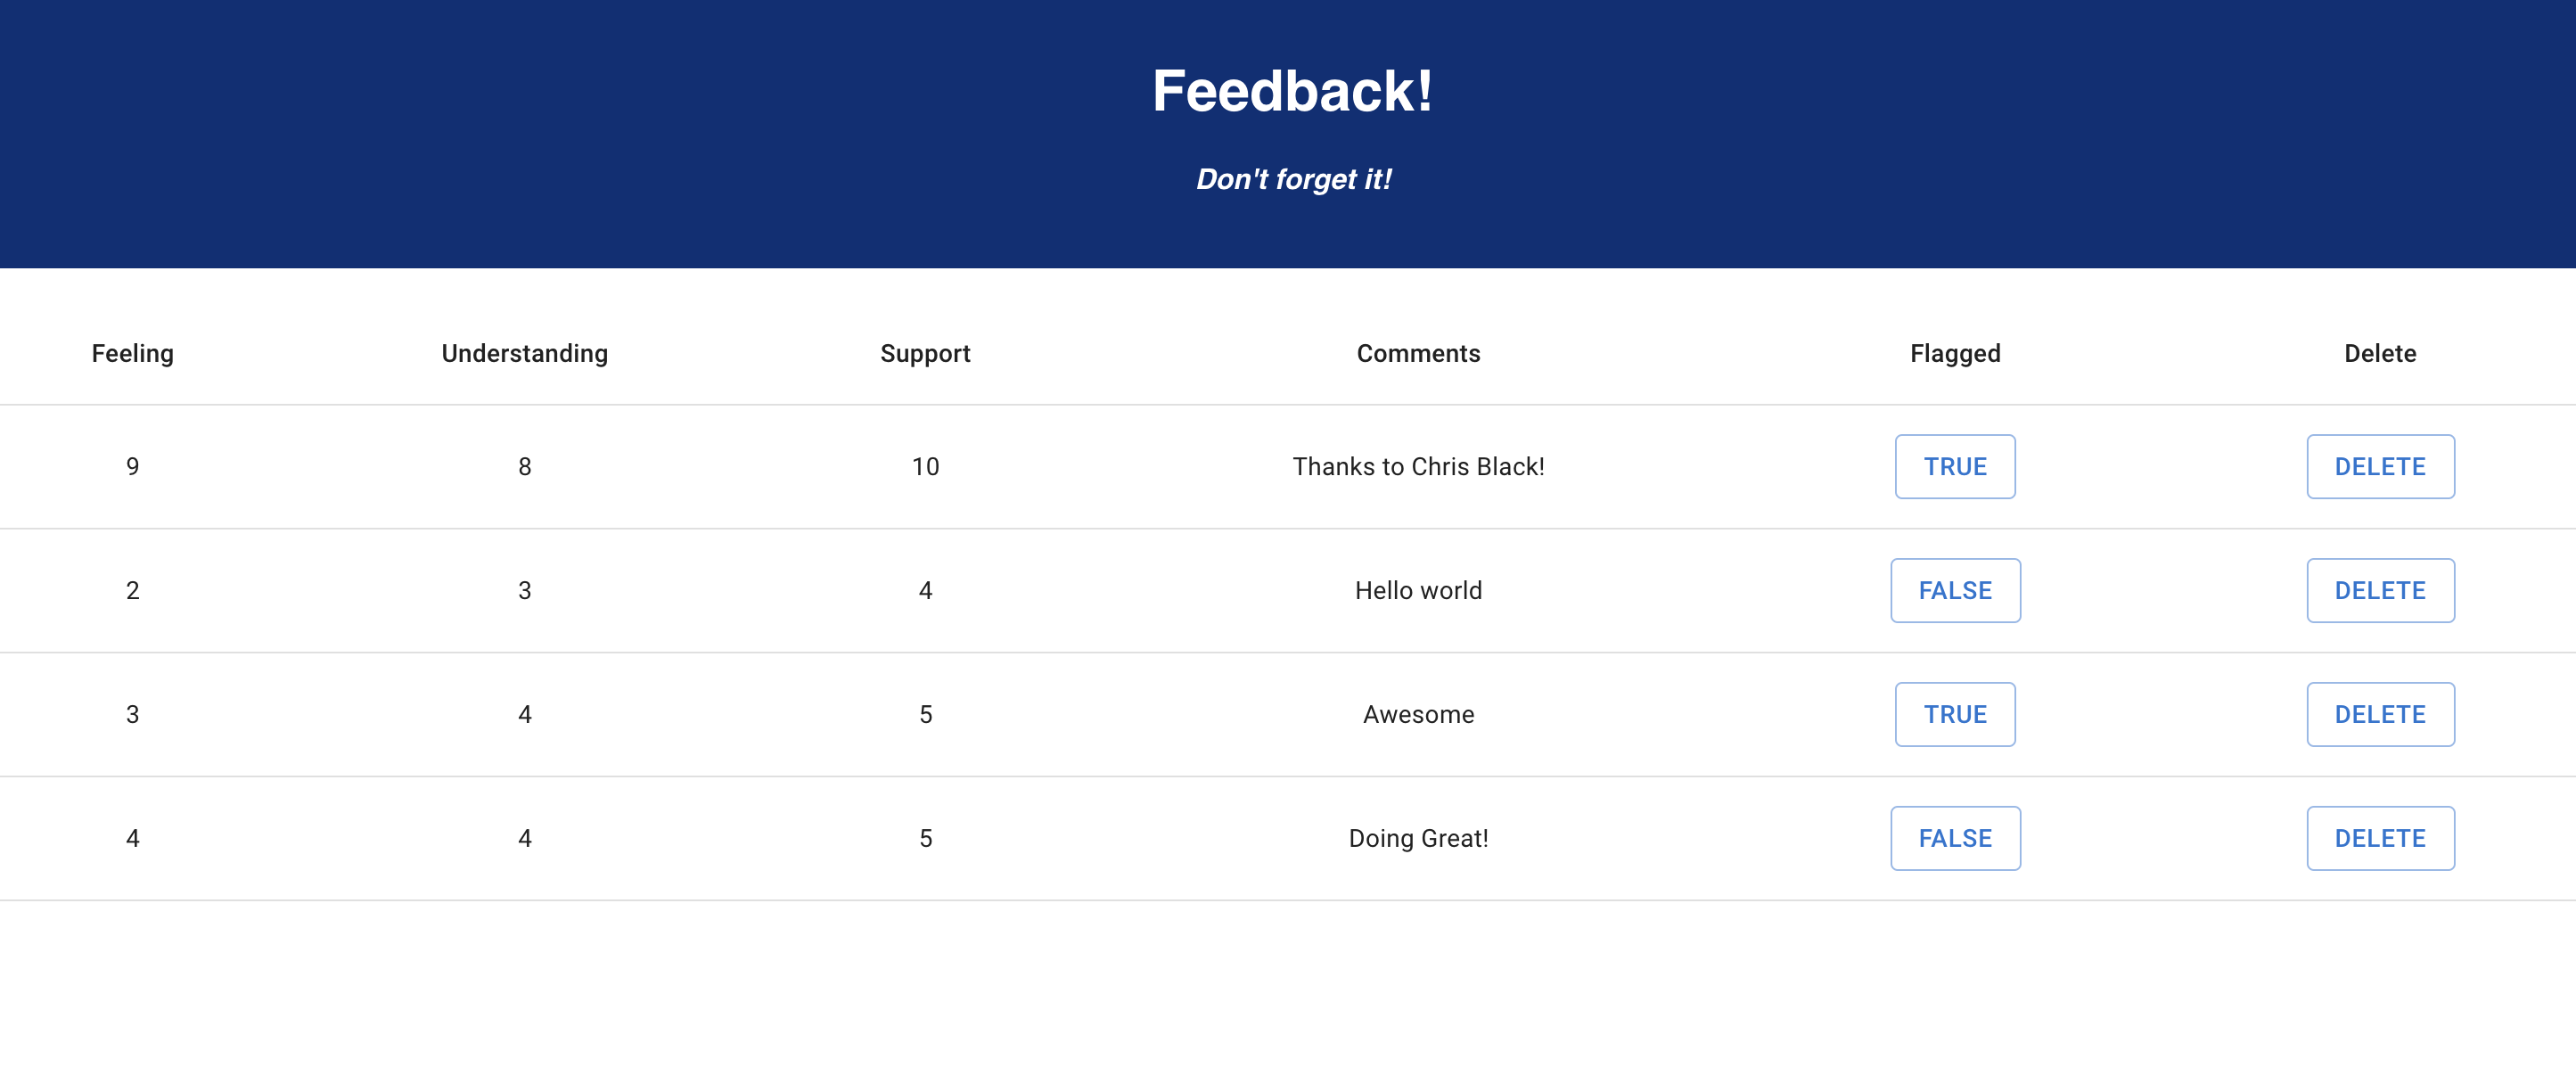 Feedback!
Don't forget it!
Feeling Understanding Support Comments Flagged Delete
9 8 10 Thanks to Chris Black! TRUE DELETE
2 3 4 Hello world FALSE DELETE
3 4 5 Awesome TRUE DELETE
4 4 5 Doing Great! FALSE DELETE